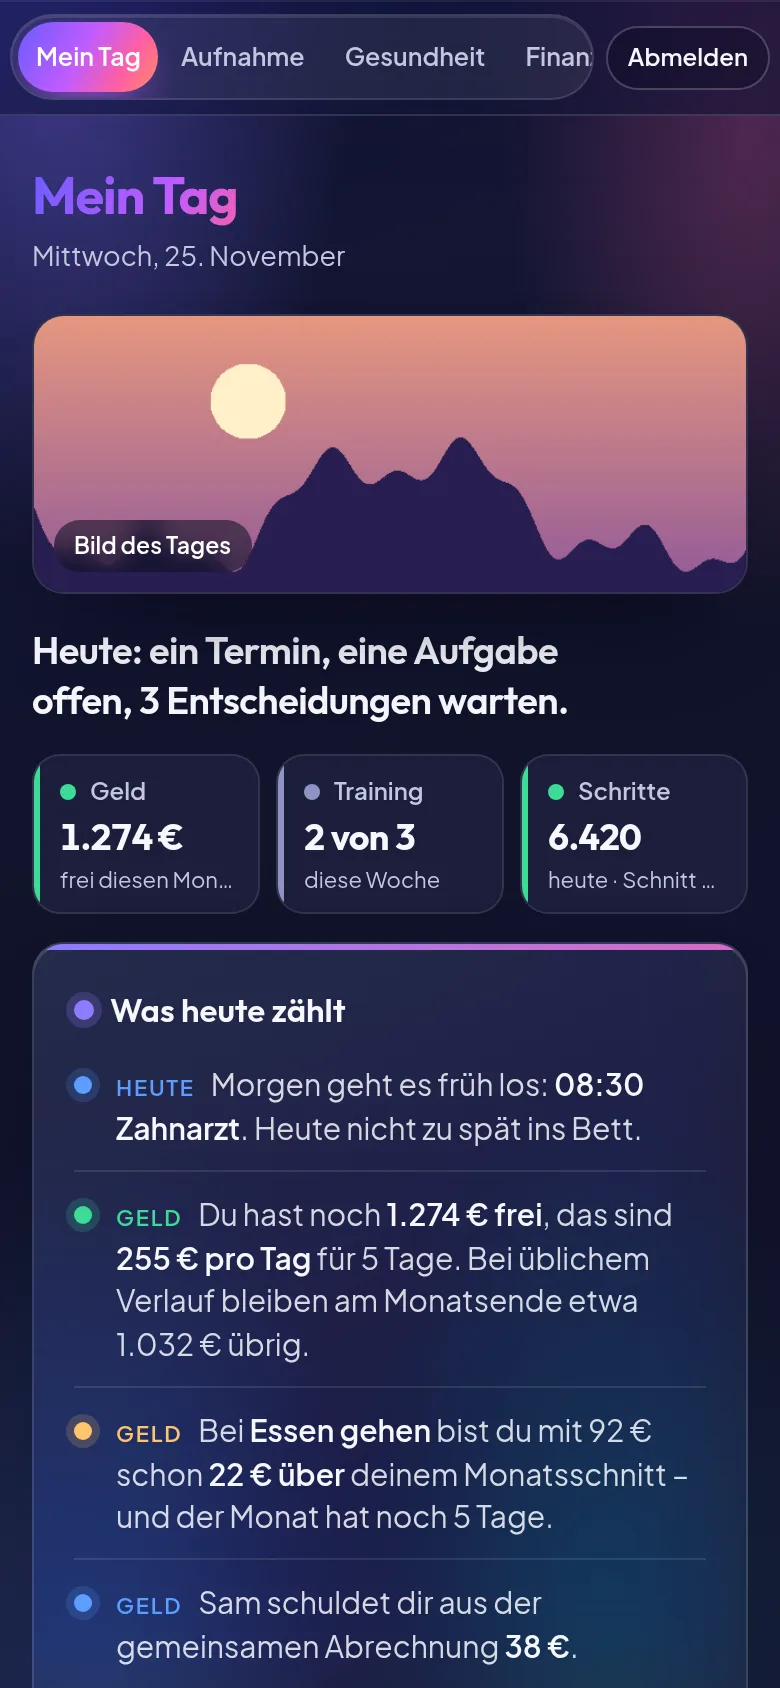 Mein Tag Aufnahme Gesundheit Finanz Abmelden
Mein Tag
Mittwoch, 25. November
Bild des Tages
Heute: ein Termin, eine Aufgabe
offen, 3 Entscheidungen warten.
Geld Training Schritte
1.274 € 2 von 3 6.420
frei diesen Mon… diese Woche heute · Schnitt …
Was heute zählt
HEUTE Morgen geht es früh los: 08:30
Zahnarzt. Heute nicht zu spät ins Bett.
GELD Du hast noch 1.274 € frei, das sind
255 € pro Tag für 5 Tage. Bei üblichem
Verlauf bleiben am Monatsende etwa
1.032 € übrig.
GELD Bei Essen gehen bist du mit 92 €
schon 22 € über deinem Monatsschnitt –
und der Monat hat noch 5 Tage.
GELD Sam schuldet dir aus der
gemeinsamen Abrechnung 38 €.